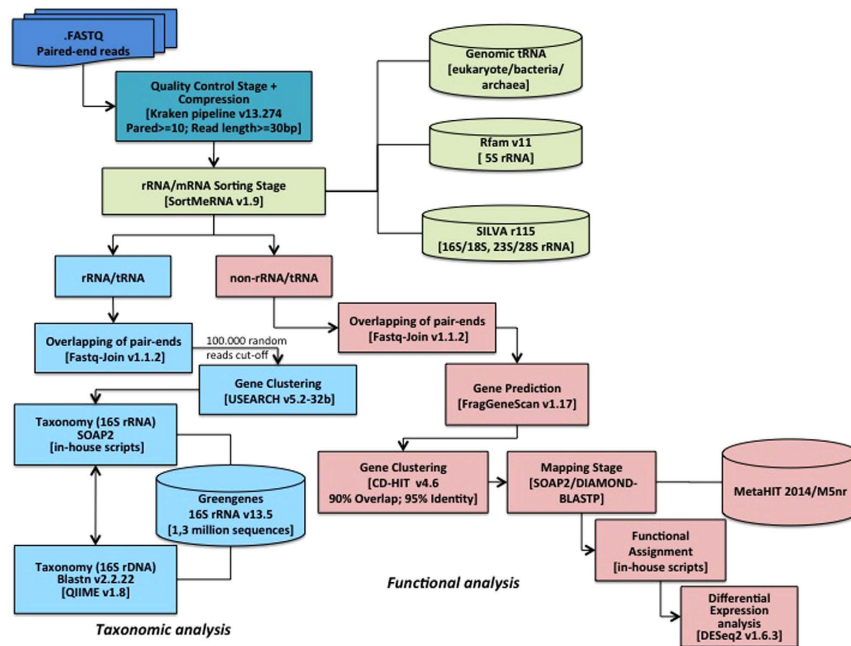 .FASTQ
Paired-end reads
Quality Control Stage +
Compression
[Kraken pipeline v13.274
Pared>=10; Read length>=30bp]
rRNA/mRNA Sorting Stage
[SortMeRNA v1.9]
Genomic tRNA
[eukaryote/bacteria/
archaea]
Rfam v11
[ 5S rRNA]
SILVA r115
[16S/18S, 23S/28S rRNA]
rRNA/tRNA
non-rRNA/tRNA
Overlapping of pair-ends
[Fastq-Join v1.1.2]
100.000 random
reads cut-off
Gene Clustering
[USEARCH v5.2-32b]
Taxonomy (16S rRNA)
SOAP2
[in-house scripts]
Greengenes
16S rRNA v13.5
[1,3 million sequences]
Taxonomy (16S rDNA)
Blastn v2.2.22
[QIIME v1.8]
Taxonomic analysis
Overlapping of pair-ends
[Fastq-Join v1.1.2]
Gene Prediction
[FragGeneScan v1.17]
Gene Clustering
[CD-HIT v4.6
90% Overlap; 95% Identity]
Mapping Stage
[SOAP2/DIAMOND-
BLASTP]
MetaHIT 2014/M5nr
Functional
Assignment
[in-house scripts]
Differential
Expression
analysis
[DESeq2 v1.6.3]
Functional analysis